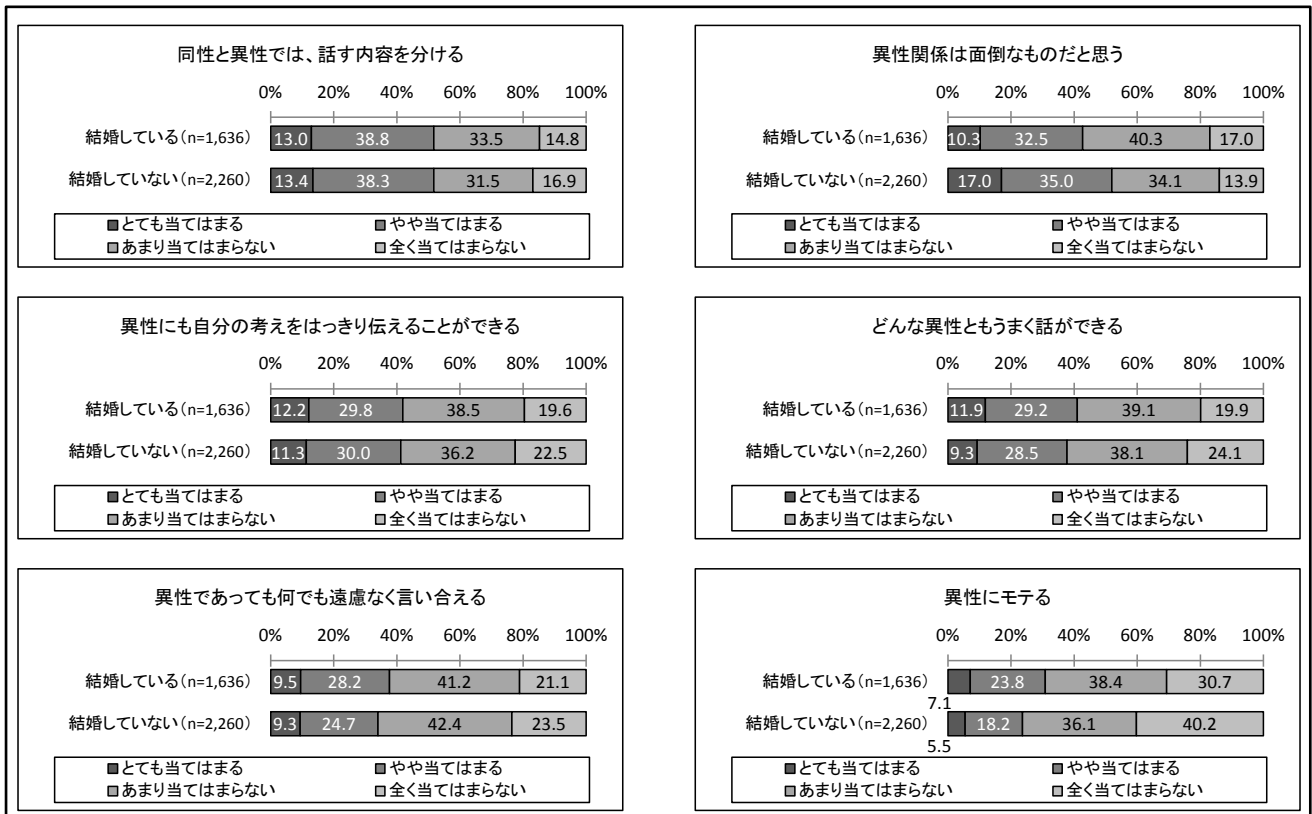 同性と異性では、話す内容を分ける
0% 20% 40% 60% 80% 100%
結婚している(n=1,636) 13.0 38.8 33.5 14.8
結婚していない(n=2,260) 13.4 38.3 31.5 16.9
■とても当てはまる ■やや当てはまる
■あまり当てはまらない ■全く当てはまらない
異性関係は面倒なものだと思う
0% 20% 40% 60% 80% 100%
結婚している(n=1,636) 10.3 32.5 40.3 17.0
結婚していない(n=2,260) 17.0 35.0 34.1 13.9
■とても当てはまる ■やや当てはまる
■あまり当てはまらない ■全く当てはまらない
異性にも自分の考えをはっきり伝えることができる
0% 20% 40% 60% 80% 100%
結婚している(n=1,636) 12.2 29.8 38.5 19.6
結婚していない(n=2,260) 11.3 30.0 36.2 22.5
■とても当てはまる ■やや当てはまる
■あまり当てはまらない ■全く当てはまらない
どんな異性ともうまく話ができる
0% 20% 40% 60% 80% 100%
結婚している(n=1,636) 11.9 29.2 39.1 19.9
結婚していない(n=2,260) 9.3 28.5 38.1 24.1
■とても当てはまる ■やや当てはまる
■あまり当てはまらない ■全く当てはまらない
異性であっても何でも遠慮なく言い合える
0% 20% 40% 60% 80% 100%
結婚している(n=1,636) 9.5 28.2 41.2 21.1
結婚していない(n=2,260) 9.3 24.7 42.4 23.5
■とても当てはまる ■やや当てはまる
■あまり当てはまらない ■全く当てはまらない
異性にモテる
0% 20% 40% 60% 80% 100%
結婚している(n=1,636) 7.1 23.8 38.4 30.7
結婚していない(n=2,260) 5.5 18.2 36.1 40.2
■とても当てはまる ■やや当てはまる
■あまり当てはまらない ■全く当てはまらない